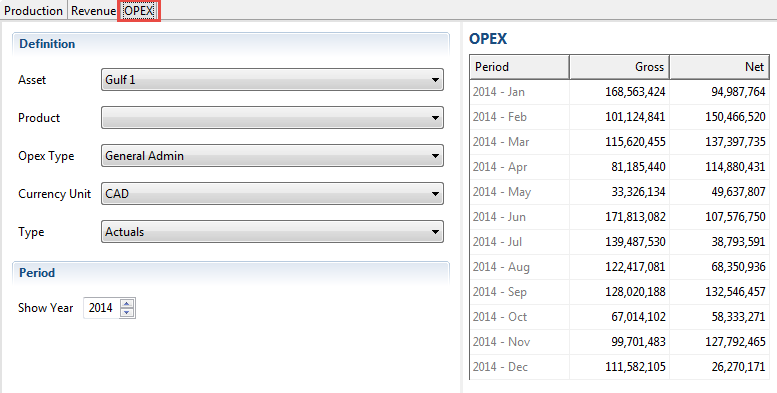 Production Revenue OPEX
Definition
Asset Gulf 1
Product
Opex Type General Admin
Currency Unit CAD
Type Actuals
Period
Show Year 2014
OPEX
Period Gross Net
2014 - Jan 168,563,424 94,987,764
2014 - Feb 101,124,841 150,466,520
2014 - Mar 115,620,455 137,397,735
2014 - Apr 81,185,440 114,880,431
2014 - May 33,326,134 49,637,807
2014 - Jun 171,813,082 107,576,750
2014 - Jul 139,487,530 38,793,591
2014 - Aug 122,417,081 68,350,936
2014 - Sep 128,020,188 132,546,457
2014 - Oct 67,014,102 58,333,271
2014 - Nov 99,701,483 127,792,465
2014 - Dec 111,582,105 26,270,171